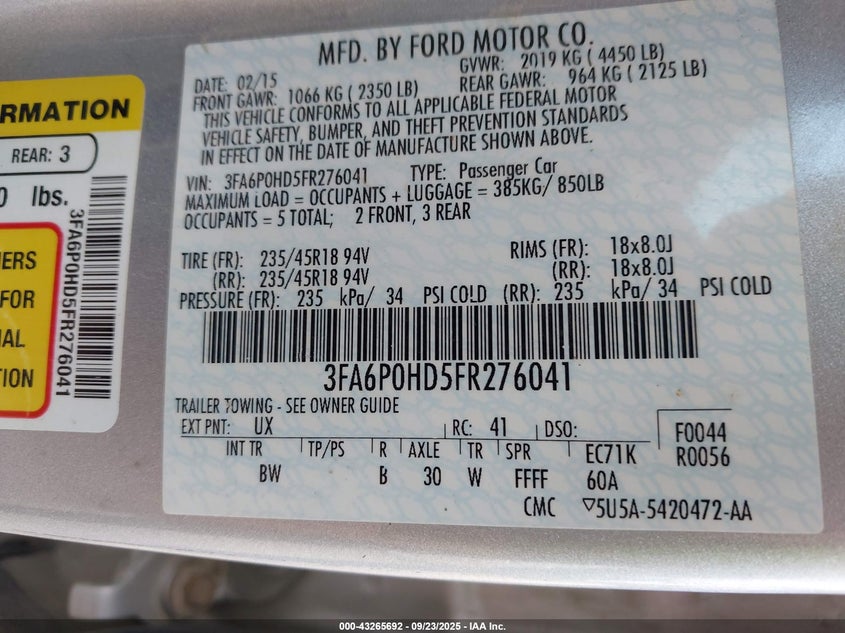 RMATION
REAR: 3
0 lbs.
NERS
FOR
IAL
TION
3FA6P0HD5FR276041
MFD. BY FORD MOTOR CO.
DATE: 02/15 GVWR: 2019 KG ( 4450 LB)
FRONT GAWR: 1066 KG ( 2350 LB) REAR GAWR: 964 KG ( 2125 LB)
THIS VEHICLE CONFORMS TO ALL APPLICABLE FEDERAL MOTOR
VEHICLE SAFETY, BUMPER, AND THEFT PREVENTION STANDARDS
IN EFFECT ON THE DATE OF MANUFACTURE SHOWN ABOVE.
VIN: 3FA6P0HD5FR276041 TYPE: Passenger Car
MAXIMUM LOAD = OCCUPANTS + LUGGAGE = 385KG/ 850LB
OCCUPANTS = 5 TOTAL; 2 FRONT, 3 REAR
TIRE (FR): 235/45R18 94V RIMS (FR): 18x8.0J
(RR): 235/45R18 94V (RR): 18x8.0J
PRESSURE (FR): 235 kPa/ 34 PSI COLD (RR): 235 kPa/ 34 PSI COLD
3FA6P0HD5FR276041
TRAILER TOWING - SEE OWNER GUIDE
EXT PNT: UX RC: 41 DSO: F0044
INT TR TP/PS R AXLE TR SPR EC71K R0056
BW B 30 W FFFF 60A
CMC ▽5U5A-5420472-AA
000-43265692 - 09/23/2025 - IAA Inc.